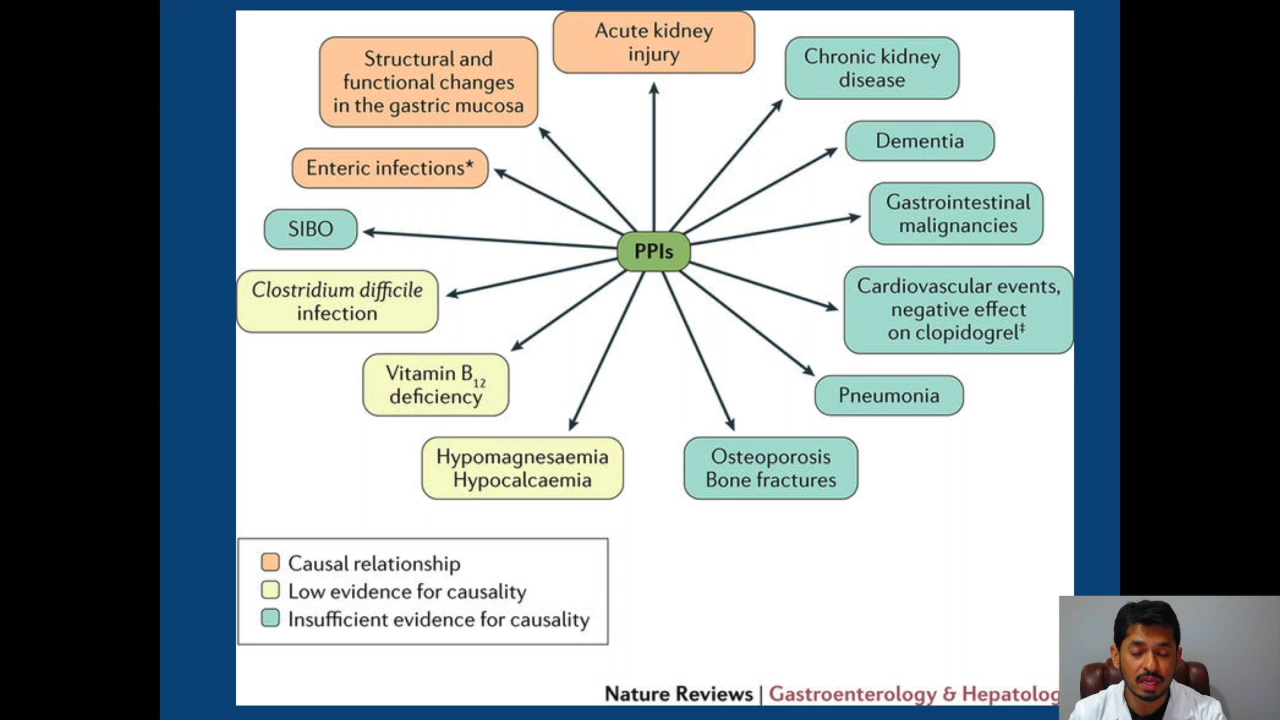 Acute kidney
injury
Structural and
functional changes
in the gastric mucosa
Chronic kidney
disease
Enteric infections*
Dementia
SIBO
Gastrointestinal
malignancies
PPIs
Clostridium difficile
infection
Cardiovascular events,
negative effect
on clopidogrel‡
Vitamin B12
deficiency
Pneumonia
Hypomagnesaemia
Hypocalcaemia
Osteoporosis
Bone fractures
Causal relationship
Low evidence for causality
Insufficient evidence for causality
Nature Reviews | Gastroenterology & Hepatolog